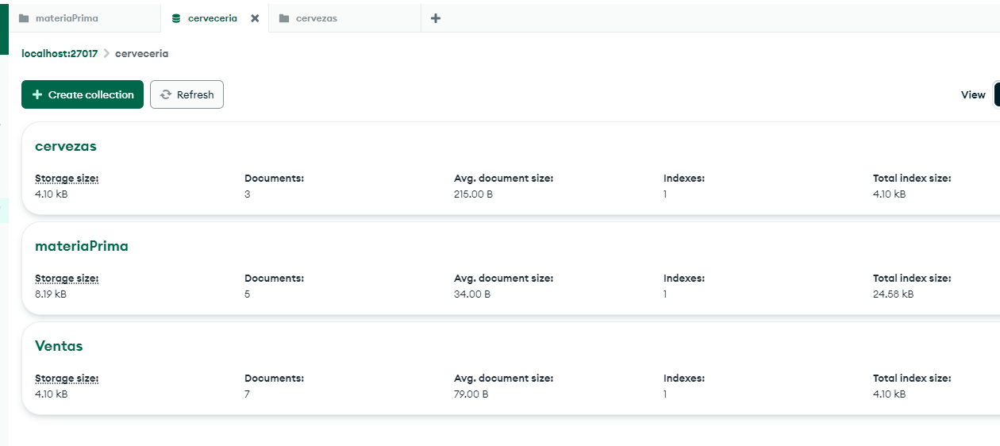 materiaPrima cerveceria cervezas
localhost:27017 cerveceria
Create collection Refresh View
cervezas
Storage size: Documents: Avg. document size: Indexes: Total index size:
4.10 kB 3 215.00 B 1 4.10 kB
materiaPrima
Storage size: Documents: Avg. document size: Indexes: Total index size:
8.19 kB 5 34.00 B 1 24.58 kB
Ventas
Storage size: Documents: Avg. document size: Indexes: Total index size:
4.10 kB 7 79.00 B 1 4.10 kB